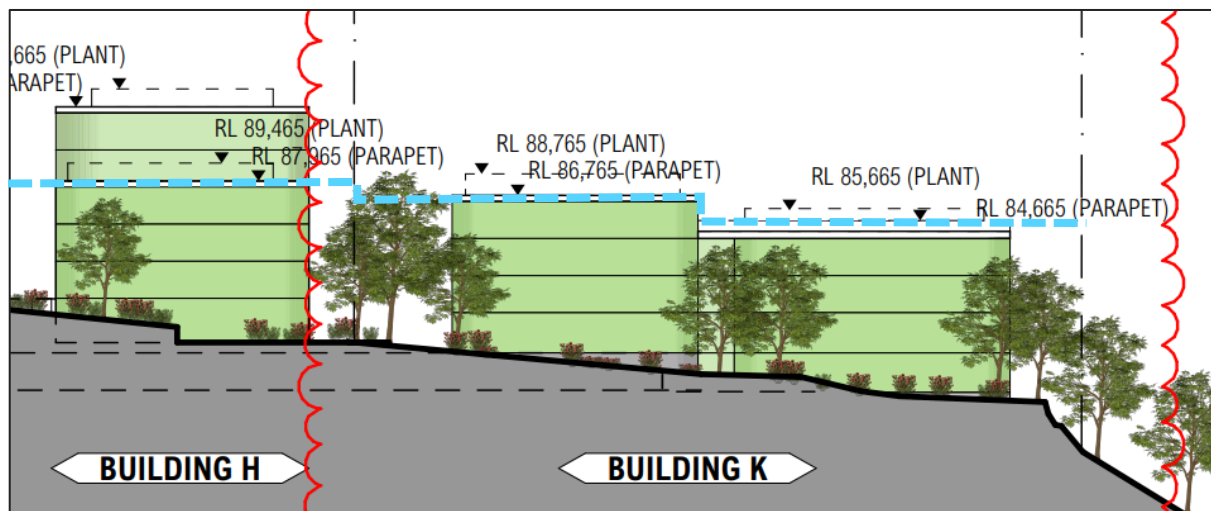 ,665 (PLANT)
ARAPET)
RL 89,465 (PLANT)
RL 87,965 (PARAPET)
RL 88,765 (PLANT)
RL 86,765 (PARAPET)
RL 85,665 (PLANT)
RL 84,665 (PARAPET)
BUILDING H
BUILDING K